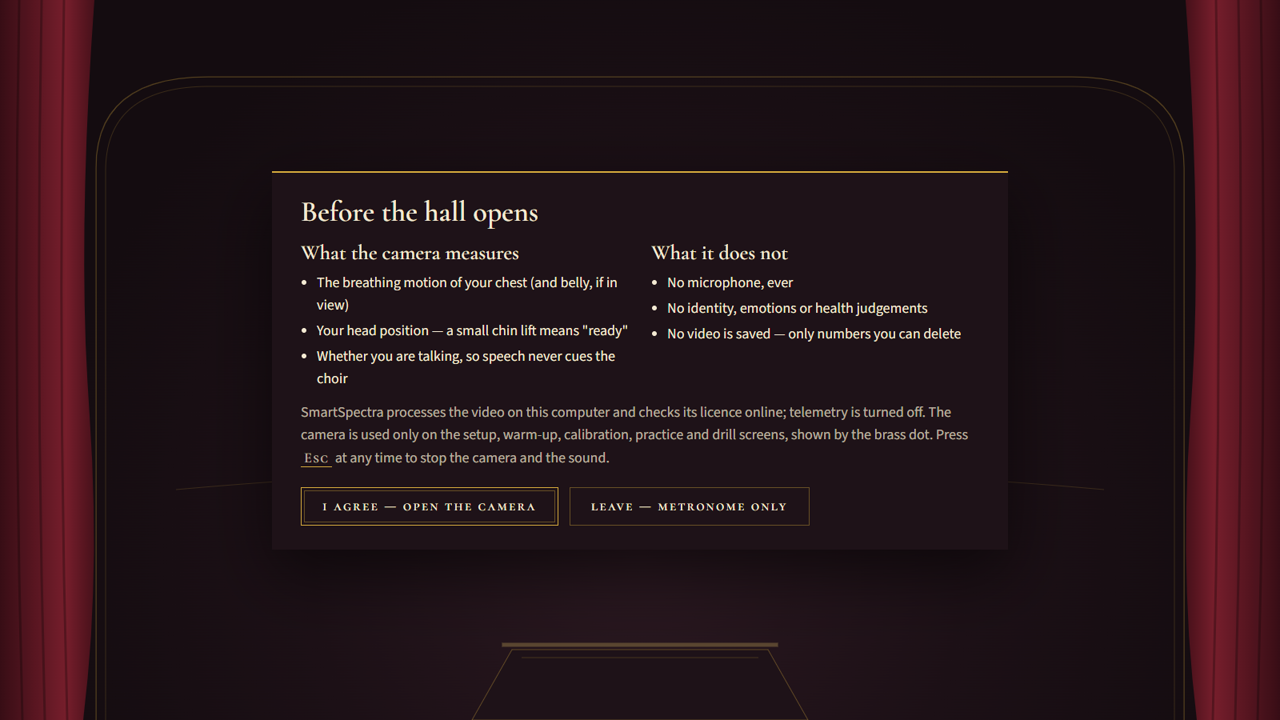 Before the hall opens
What the camera measures
• The breathing motion of your chest (and belly, if in
view)
• Your head position — a small chin lift means "ready"
• Whether you are talking, so speech never cues the
choir
What it does not
• No microphone, ever
• No identity, emotions or health judgements
• No video is saved — only numbers you can delete
SmartSpectra processes the video on this computer and checks its licence online; telemetry is turned off. The
camera is used only on the setup, warm-up, calibration, practice and drill screens, shown by the brass dot. Press
Esc at any time to stop the camera and the sound.
I AGREE — OPEN THE CAMERA
LEAVE — METRONOME ONLY